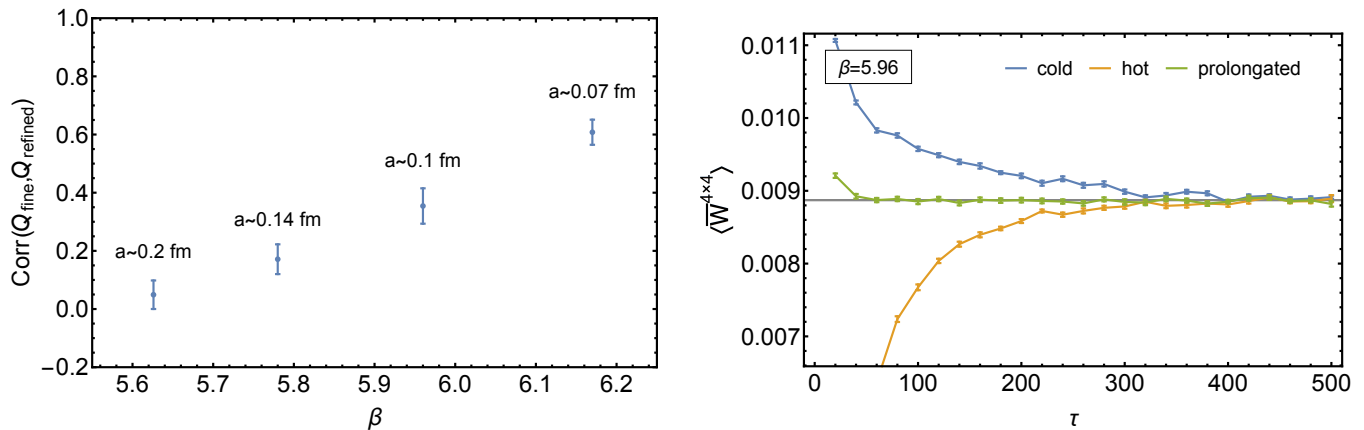 1.0
0.8
0.6
0.4
0.2
0.0
−0.2
Corr(Q_fine,Q_refined)
a~0.2 fm
a~0.14 fm
a~0.1 fm
a~0.07 fm
5.6 5.7 5.8 5.9 6.0 6.1 6.2
β
0.011
0.010
0.009
0.008
0.007
⟨W̅^{4×4}⟩
β=5.96
cold hot prolongated
0 100 200 300 400 500
τ